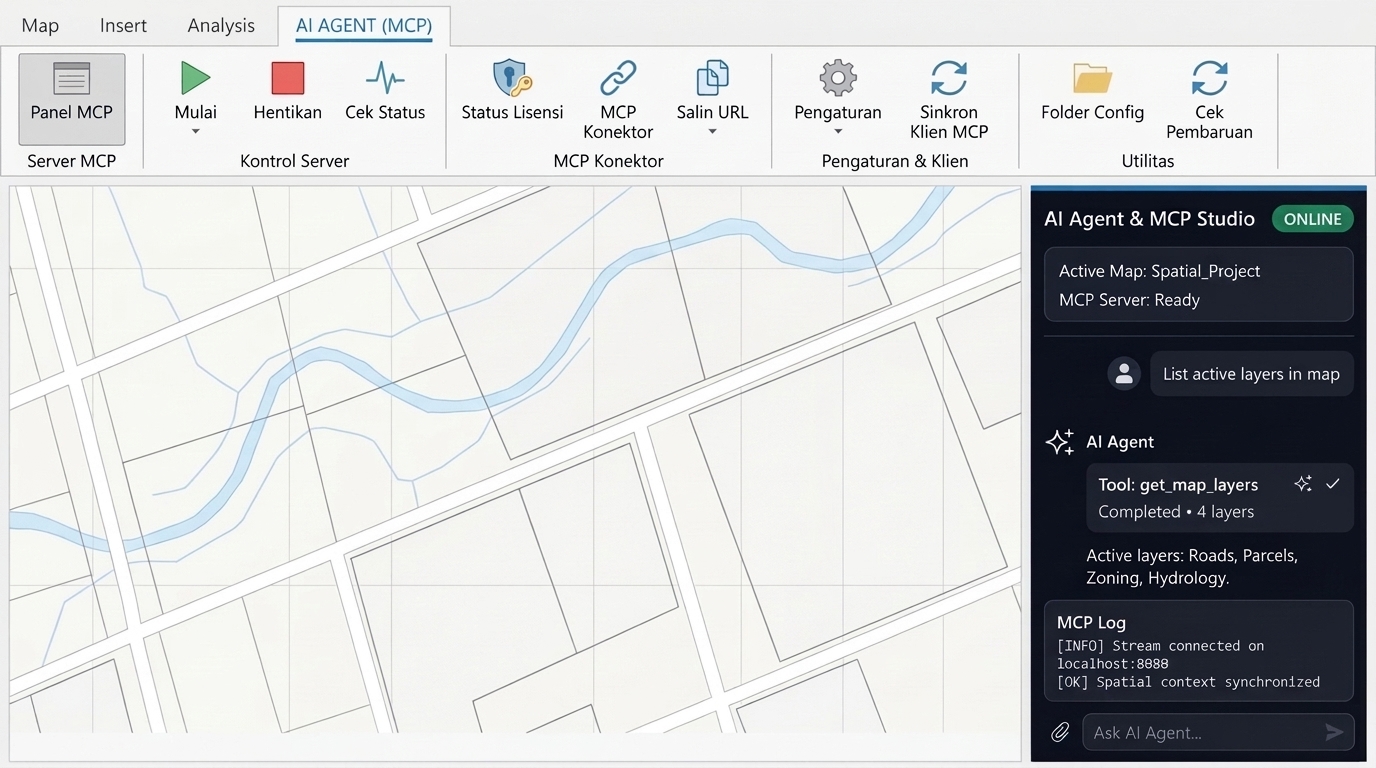 Map Insert Analysis AI AGENT (MCP)
Panel MCP
Server MCP
Mulai Hentikan Cek Status
Kontrol Server
Status Lisensi MCP Konektor Salin URL
MCP Konektor
Pengaturan Sinkron Klien MCP
Pengaturan & Klien
Folder Config Cek Pembaruan
Utilitas
AI Agent & MCP Studio ONLINE
Active Map: Spatial_Project
MCP Server: Ready
List active layers in map
AI Agent
Tool: get_map_layers
Completed • 4 layers
Active layers: Roads, Parcels,
Zoning, Hydrology.
MCP Log
[INFO] Stream connected on
localhost:8088
[OK] Spatial context synchronized
Ask AI Agent...